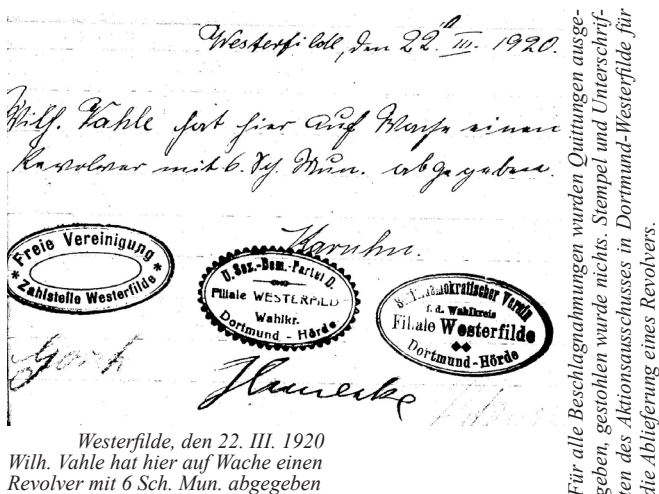 Westerfilde, den 22. III. 1920.
Wilh. Vahle hat hier auf Wache einen
Revolver mit 6. Sch. Mun. abgegeben.
Karuhn.
Freie Vereinigung
* Zahlstelle Westerfilde *
U. Soz.-Dem.-Partei D.
Filiale WESTERFILD
Wahlkr.
Dortmund - Hörde
Sozialdemokratischer Verein
f. d. Wahlkreis
Filiale Westerfilde
Dortmund-Hörde
Westerfilde, den 22. III. 1920
Wilh. Vahle hat hier auf Wache einen
Revolver mit 6 Sch. Mun. abgegeben
Für alle Beschlagnahmungen wurden Quittungen ausge-
geben, gestohlen wurde nichts. Stempel und Unterschrif-
ten des Aktionsausschusses in Dortmund-Westerfilde für
die Ablieferung eines Revolvers.